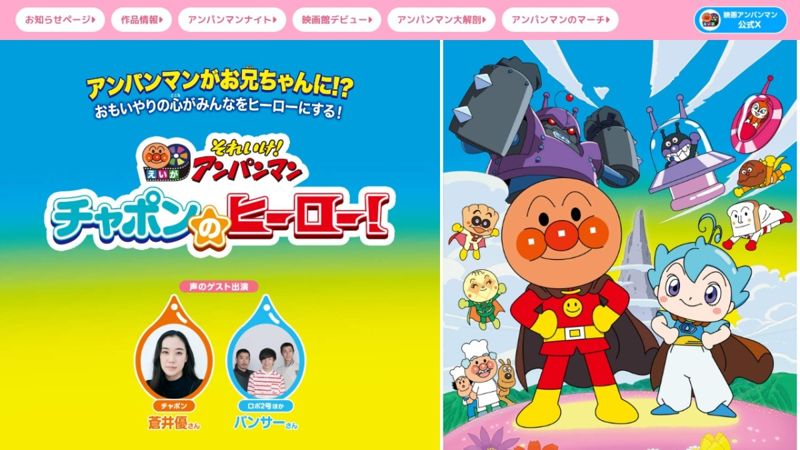 お知らせページ
作品情報
アンパンマンナイト
映画館デビュー
アンパンマン大解剖
アンパンマンのマーチ
映画アンパンマン
公式X
アンパンマンがお兄ちゃんに!?
おもいやりの心がみんなをヒーローにする!
えいが
それいけ!
アンパンマン
チャポンのヒーロー!
声のゲスト出演
チャポン
蒼井優さん
ロボ2号ほか
パンサーさん